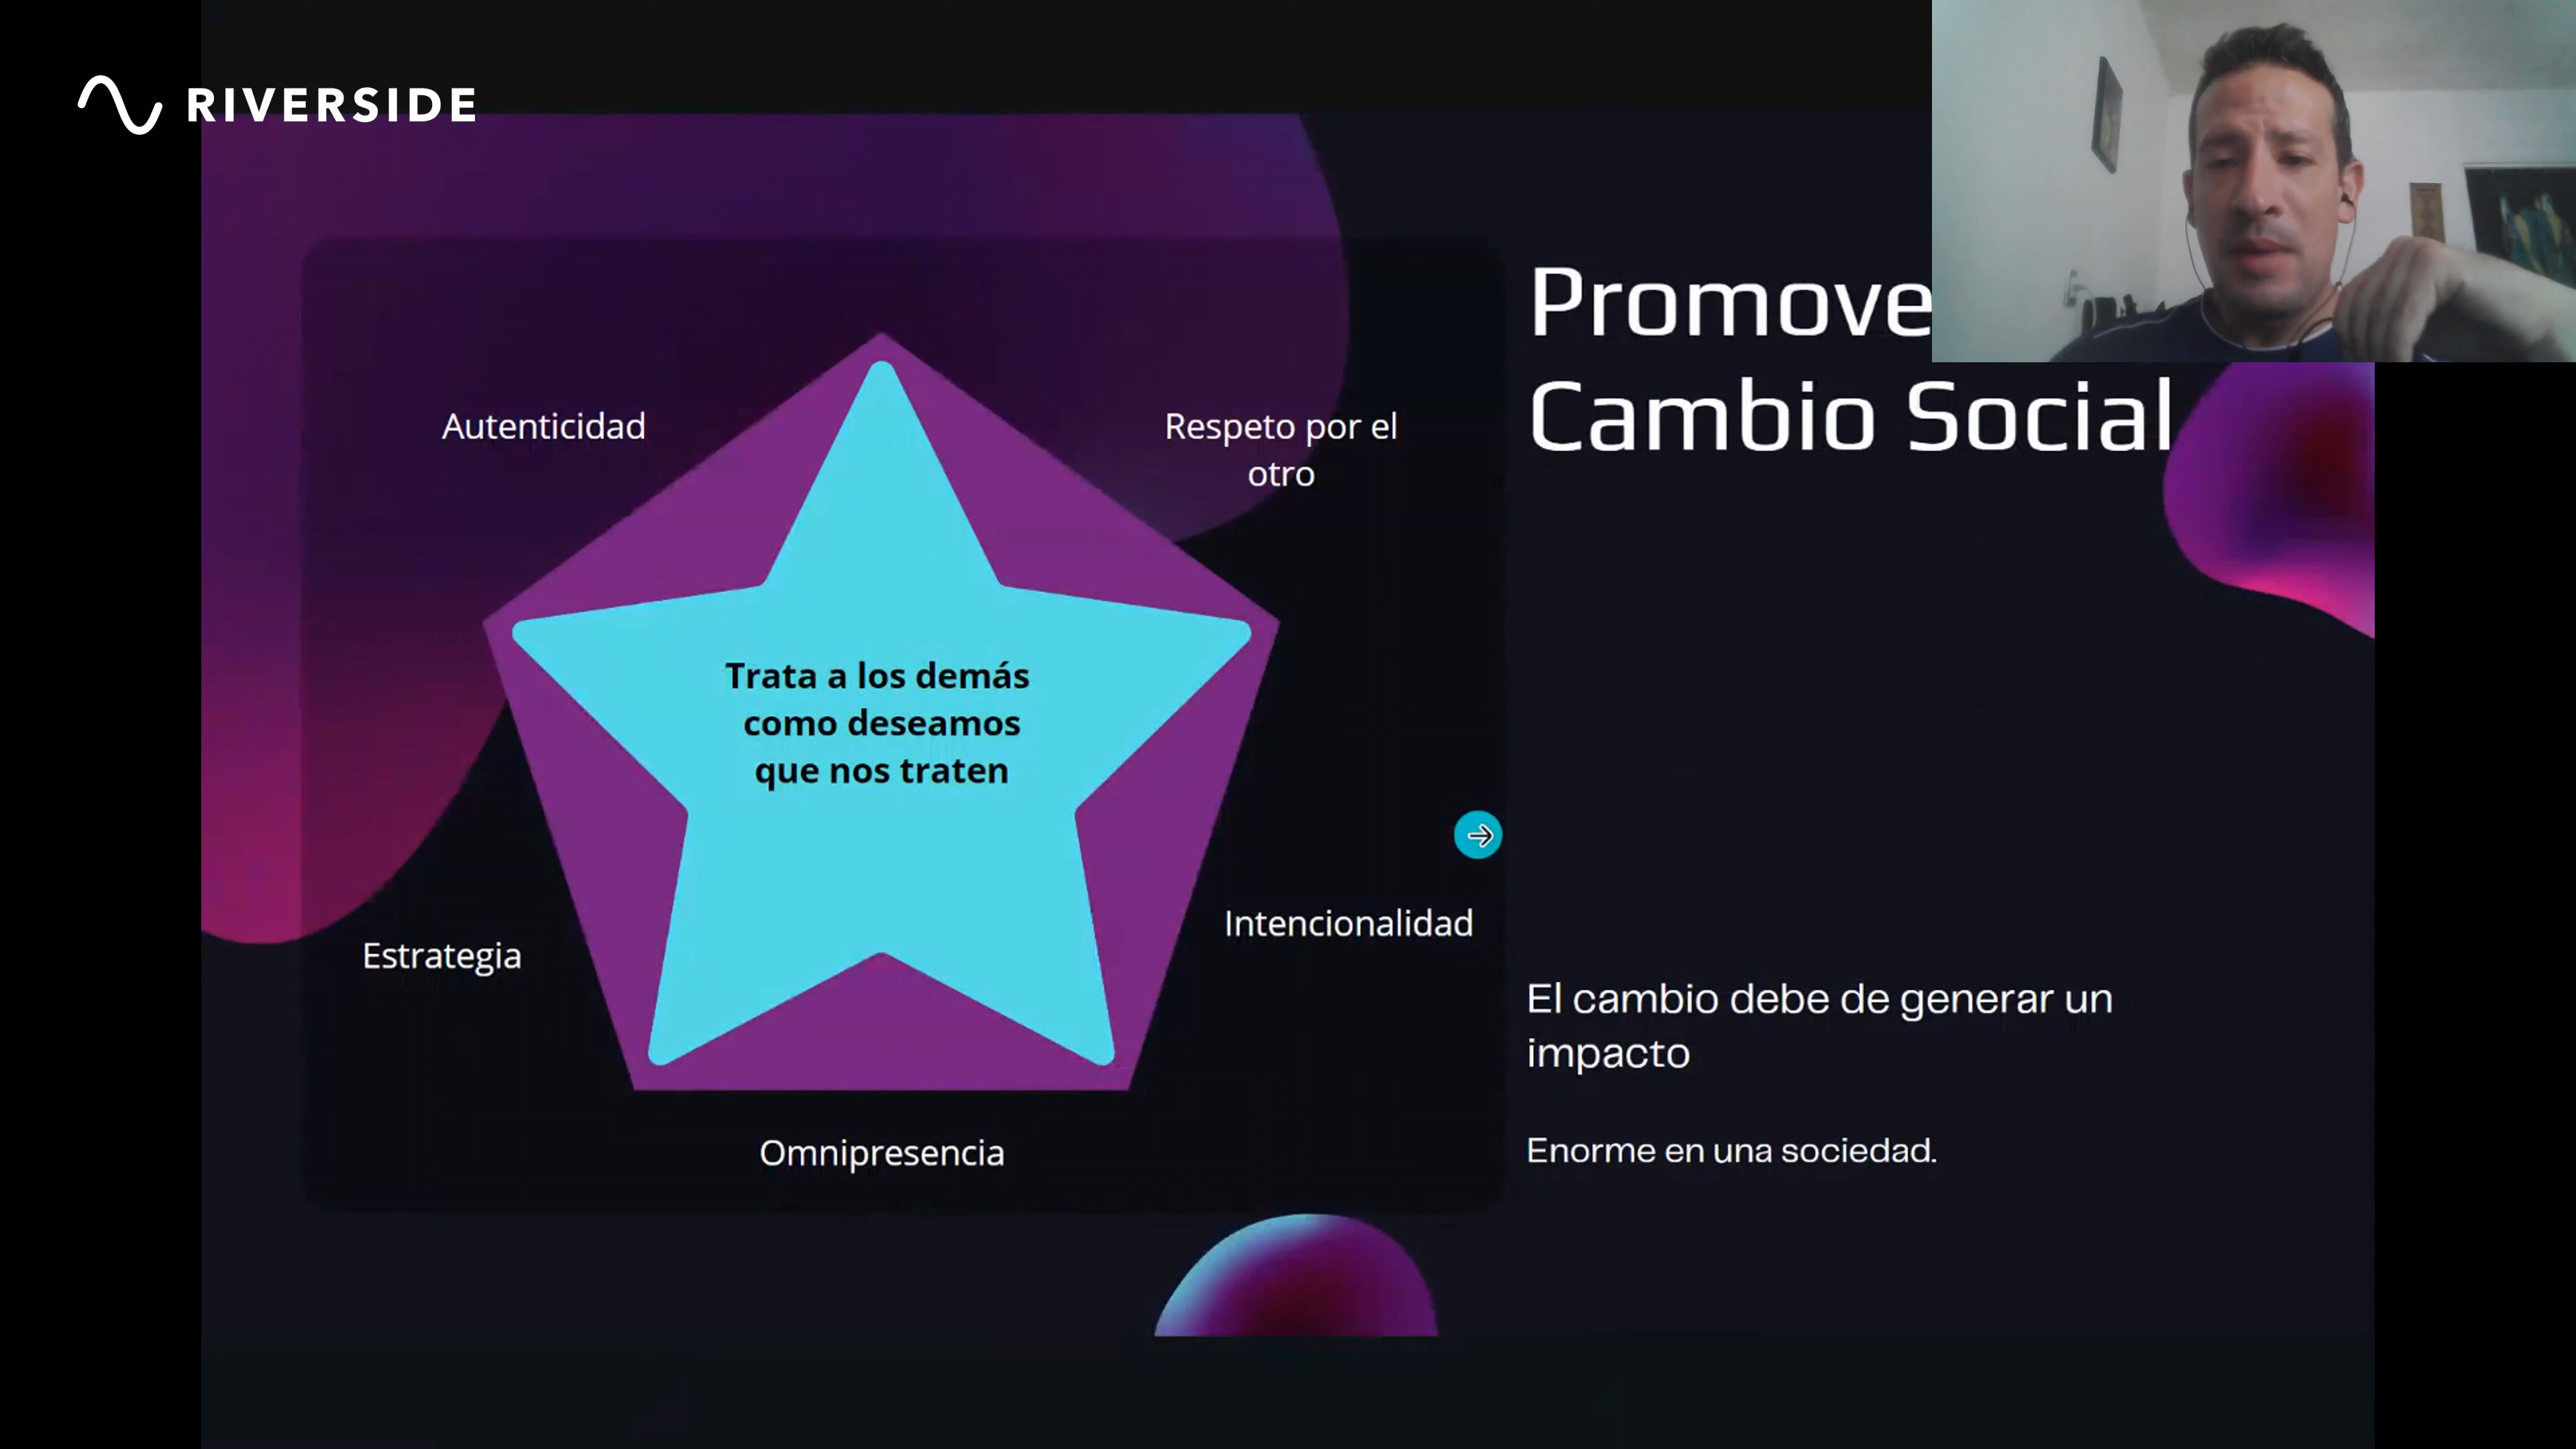 RIVERSIDE
Promove
Cambio Social
Autenticidad
Respeto por el
otro
Trata a los demás
como deseamos
que nos traten
Intencionalidad
Estrategia
Omnipresencia
El cambio debe de generar un
impacto
Enorme en una sociedad.